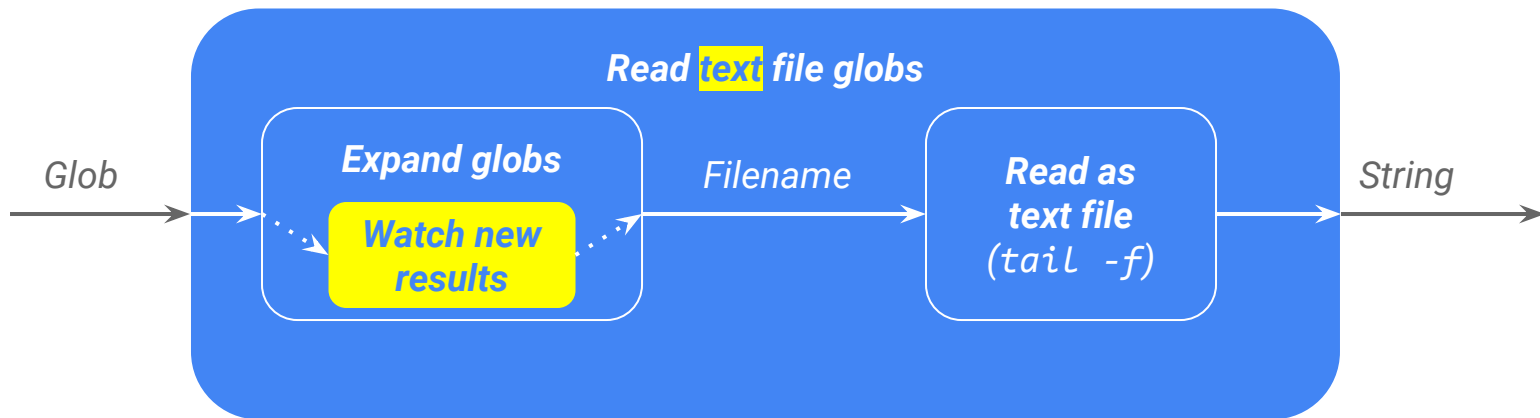 Read text file globs
Glob
Expand globs
Watch new
results
Filename
Read as
text file
(tail -f)
String